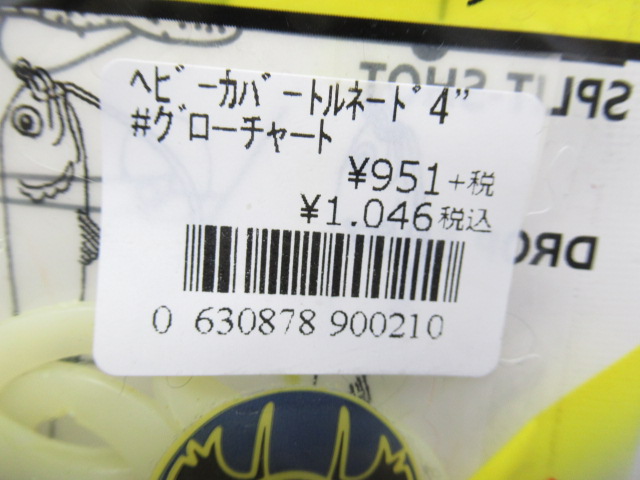 ﾍﾋﾞｰｶﾊﾞｰﾄﾙﾈｰﾄﾞ4"
#ｸﾞﾛｰﾁｬｰﾄ
¥951+税
¥1.046税込
0 630878 900210
SPLIT SHOT
DRO